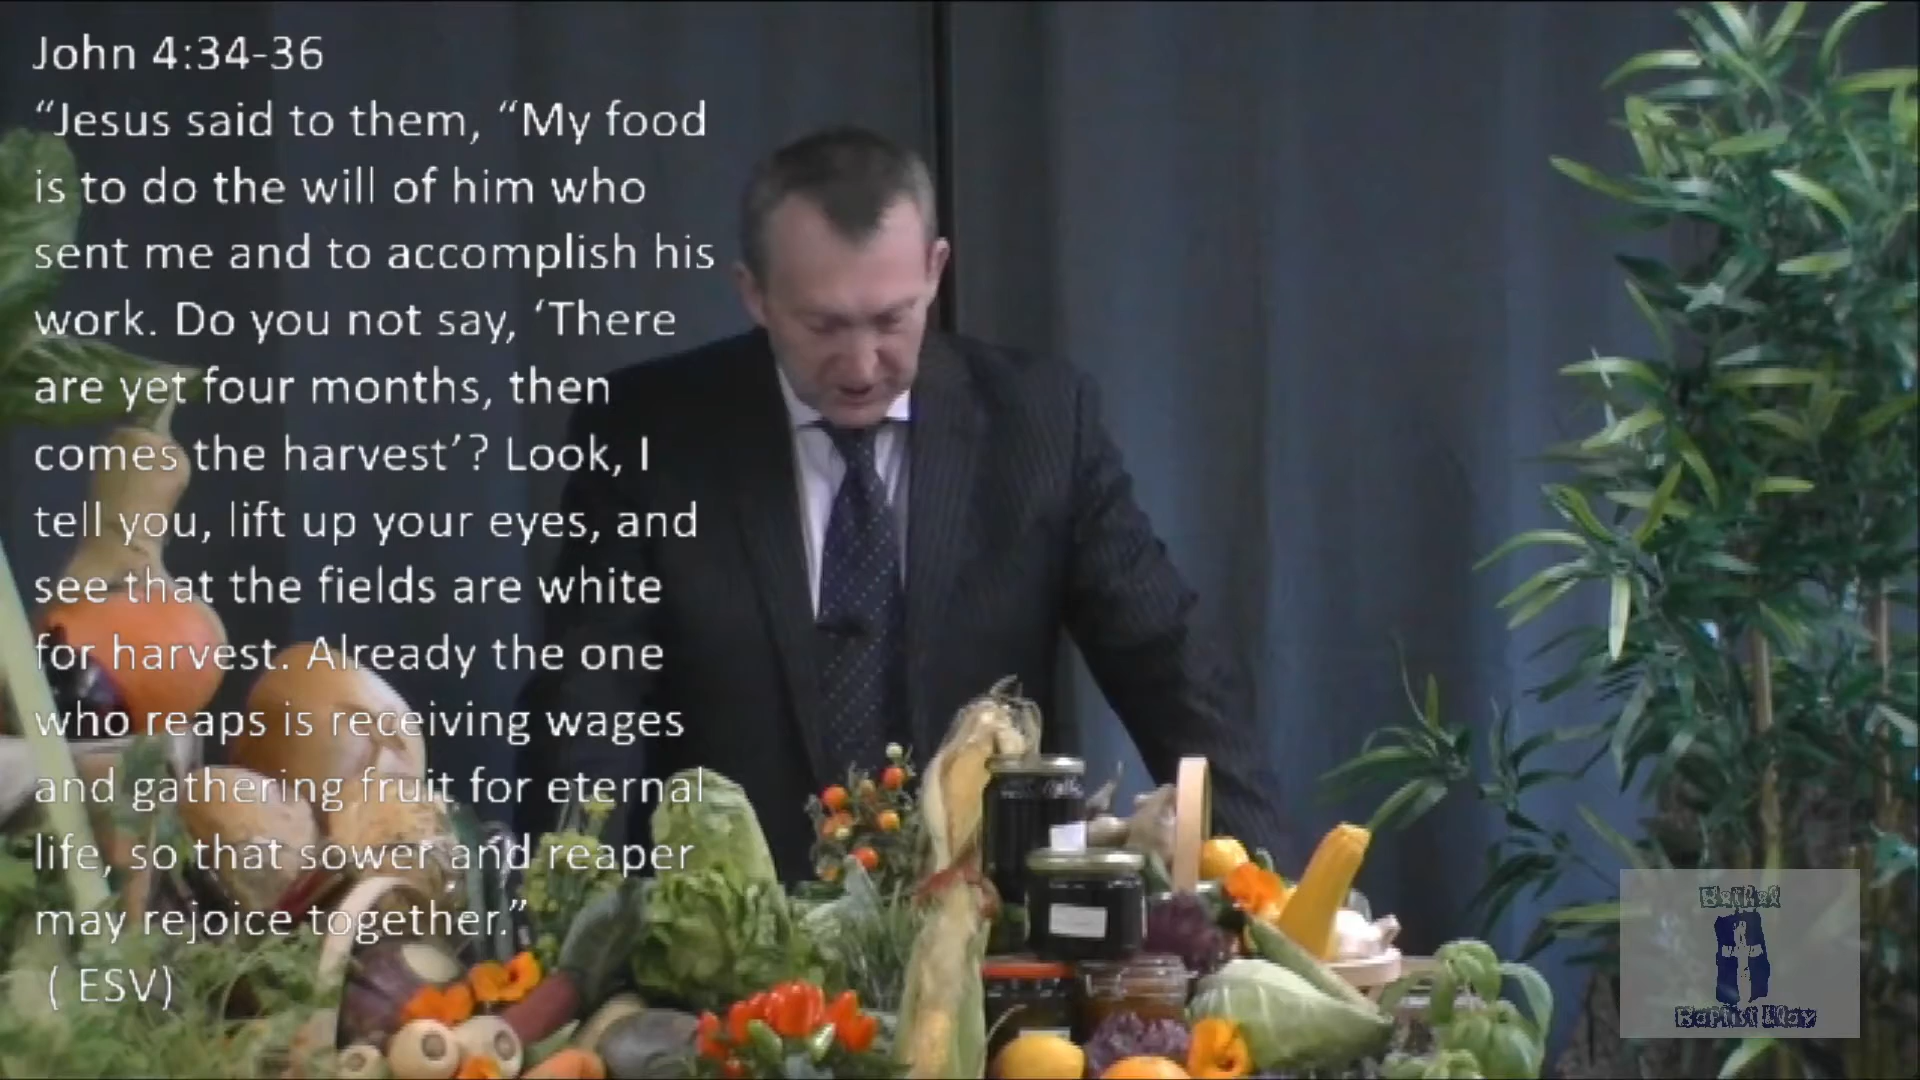 John 4:34-36
“Jesus said to them, “My food
is to do the will of him who
sent me and to accomplish his
work. Do you not say, ‘There
are yet four months, then
comes the harvest’? Look, I
tell you, lift up your eyes, and
see that the fields are white
for harvest. Already the one
who reaps is receiving wages
and gathering fruit for eternal
life, so that sower and reaper
may rejoice together.”
( ESV)
Bethel
Baptist Llay